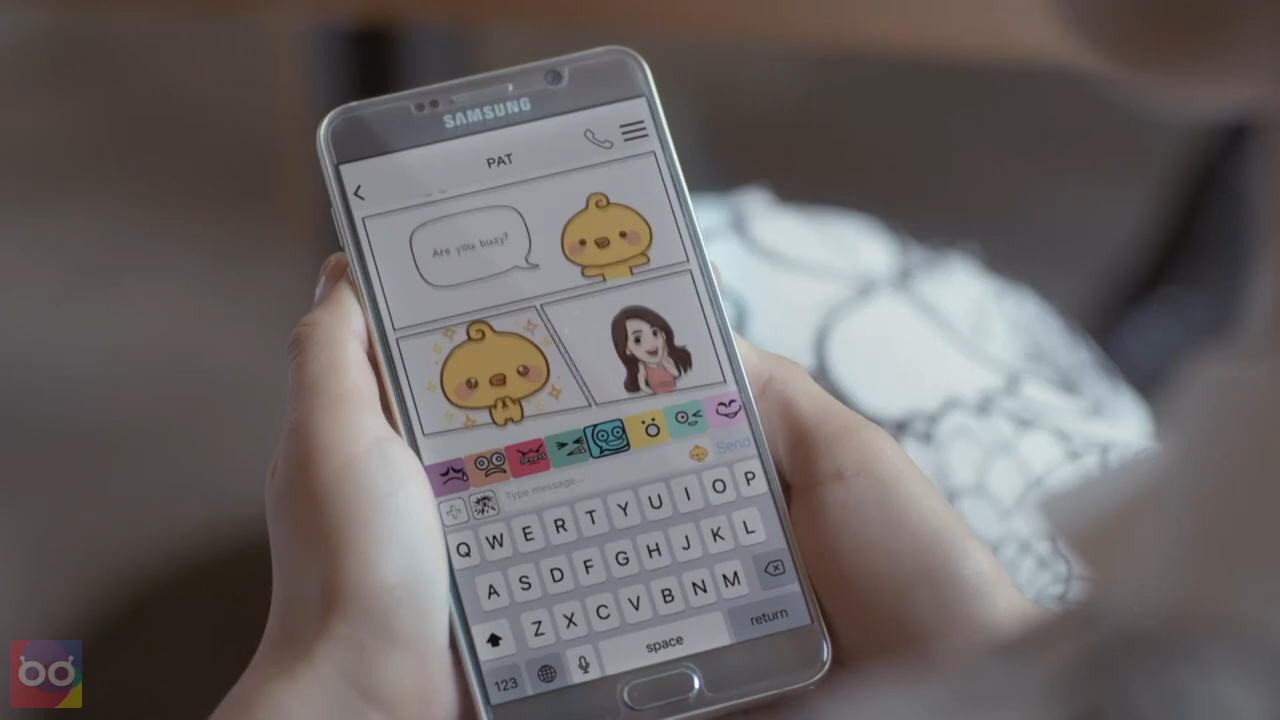 SAMSUNG
PAT
Are you busy?
Send
Type message...
Q W E R T Y U I O P
A S D F G H J K L
Z X C V B N M
123
space
return